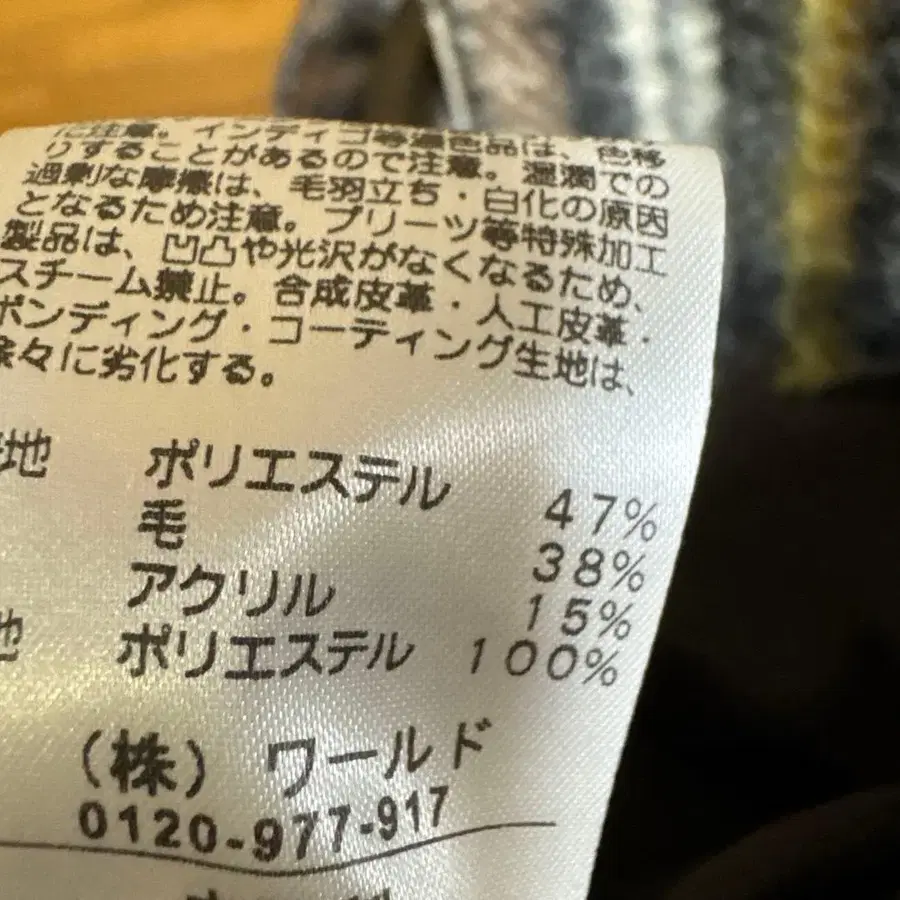 に注意。インディゴ等濃色品は、色移
りすることがあるので注意。湿潤での
過剰な摩擦は、毛羽立ち・白化の原因
となるため注意。プリーツ等特殊加工
製品は、凹凸や光沢がなくなるため、
スチーム禁止。合成皮革・人工皮革・
ボンディング・コーティング生地は、
徐々に劣化する。
地 ポリエステル 47%
毛 38%
アクリル 15%
地 ポリエステル 100%
(株) ワールド
0120-977-917